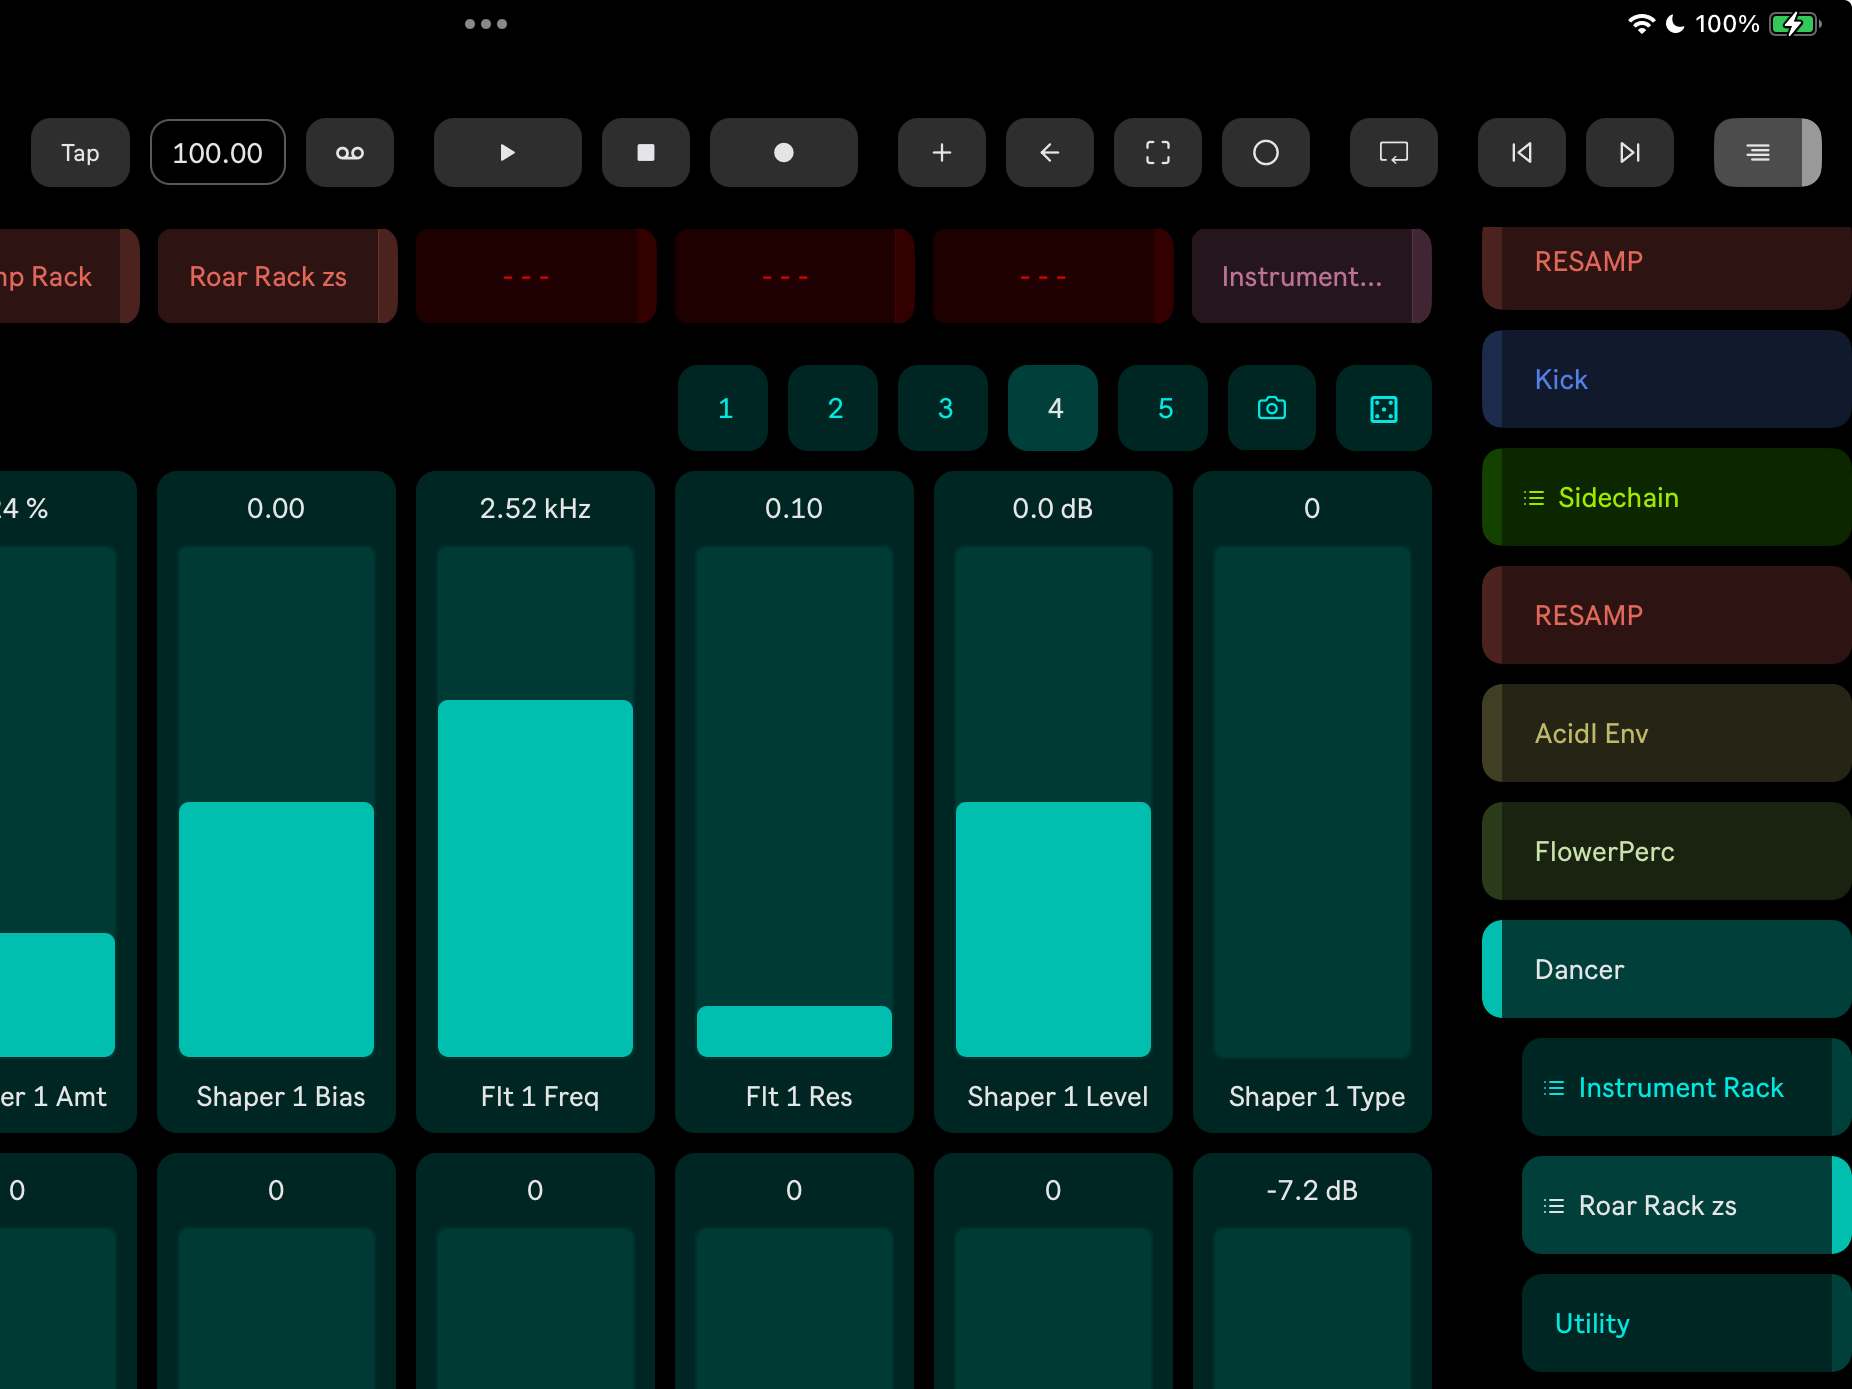 100%
Tap
100.00
np Rack
Roar Rack zs
---
---
---
Instrument...
RESAMP
Kick
Sidechain
RESAMP
Acidl Env
FlowerPerc
Dancer
Instrument Rack
Roar Rack zs
Utility
1
2
3
4
5
24 %
0.00
2.52 kHz
0.10
0.0 dB
0
er 1 Amt
Shaper 1 Bias
Flt 1 Freq
Flt 1 Res
Shaper 1 Level
Shaper 1 Type
0
0
0
0
0
-7.2 dB